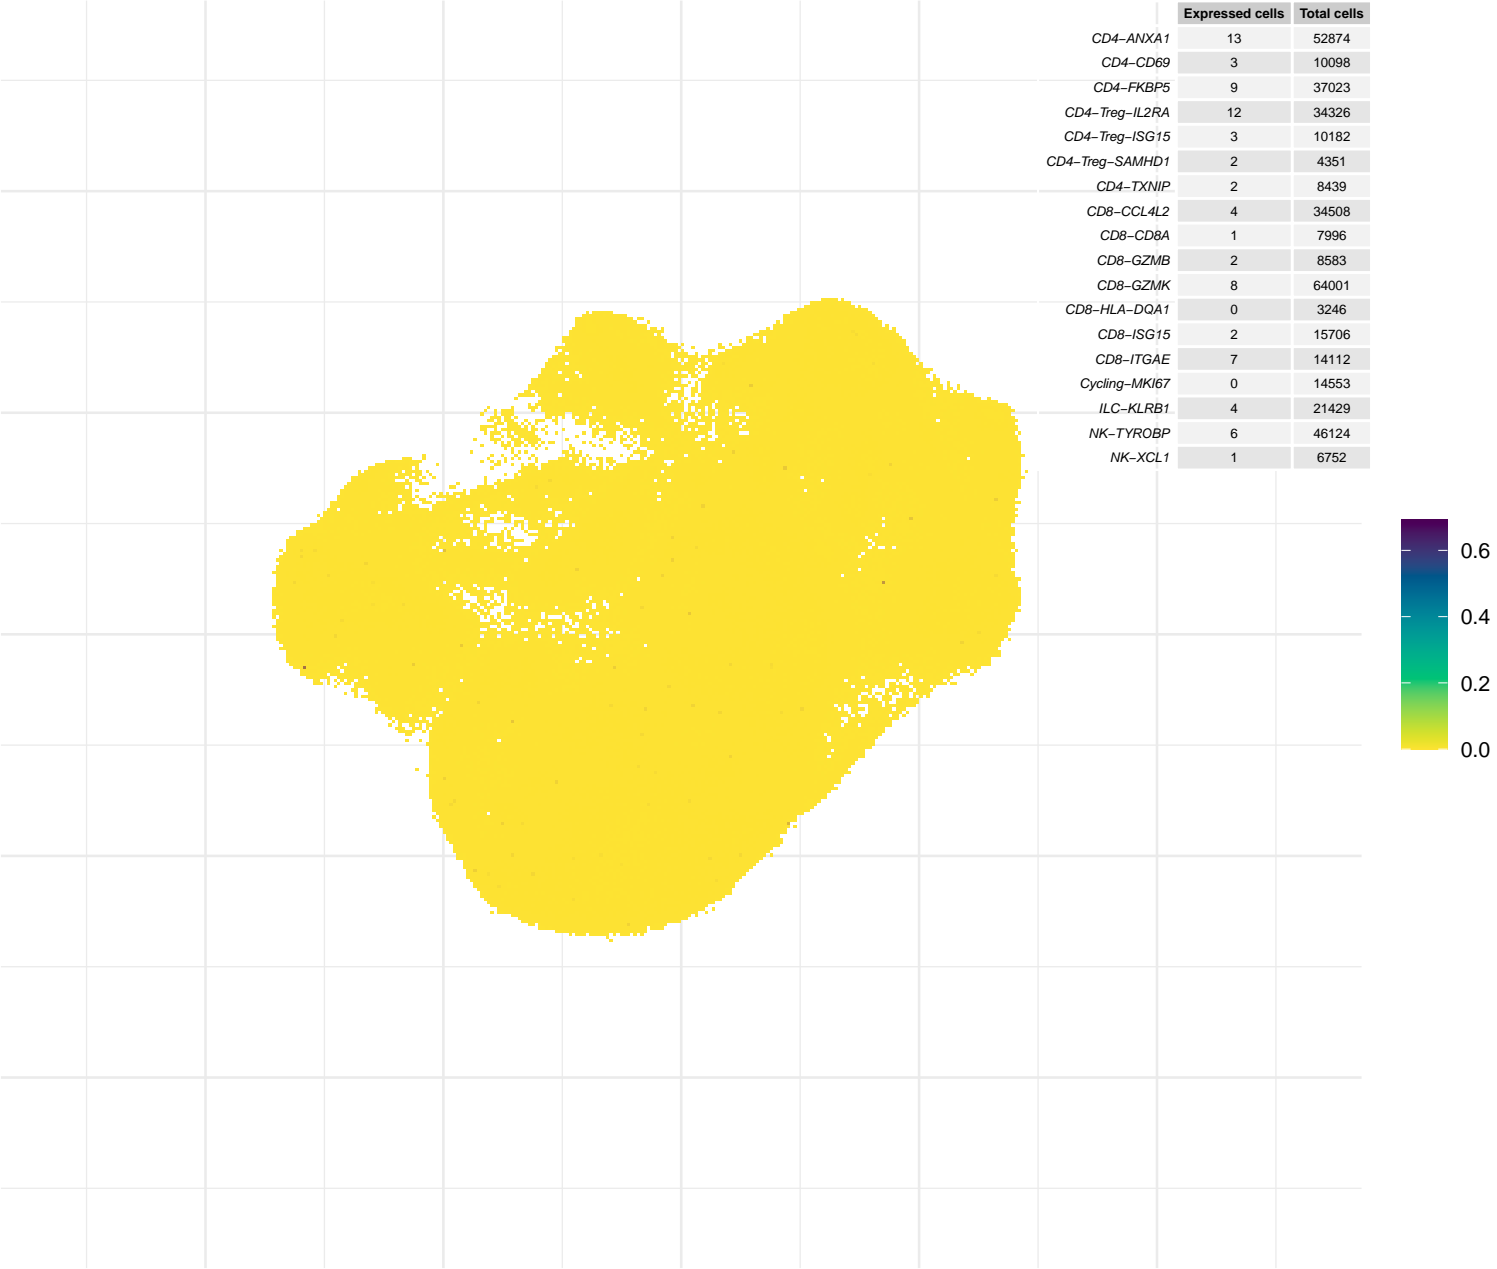 Expressed cells Total cells
CD4−ANXA1 13 52874
CD4−CD69 3 10098
CD4−FKBP5 9 37023
CD4−Treg−IL2RA 12 34326
CD4−Treg−ISG15 3 10182
CD4−Treg−SAMHD1 2 4351
CD4−TXNIP 2 8439
CD8−CCL4L2 4 34508
CD8−CD8A 1 7996
CD8−GZMB 2 8583
CD8−GZMK 8 64001
CD8−HLA−DQA1 0 3246
CD8−ISG15 2 15706
CD8−ITGAE 7 14112
Cycling−MKI67 0 14553
ILC−KLRB1 4 21429
NK−TYROBP 6 46124
NK−XCL1 1 6752
0.6
0.4
0.2
0.0